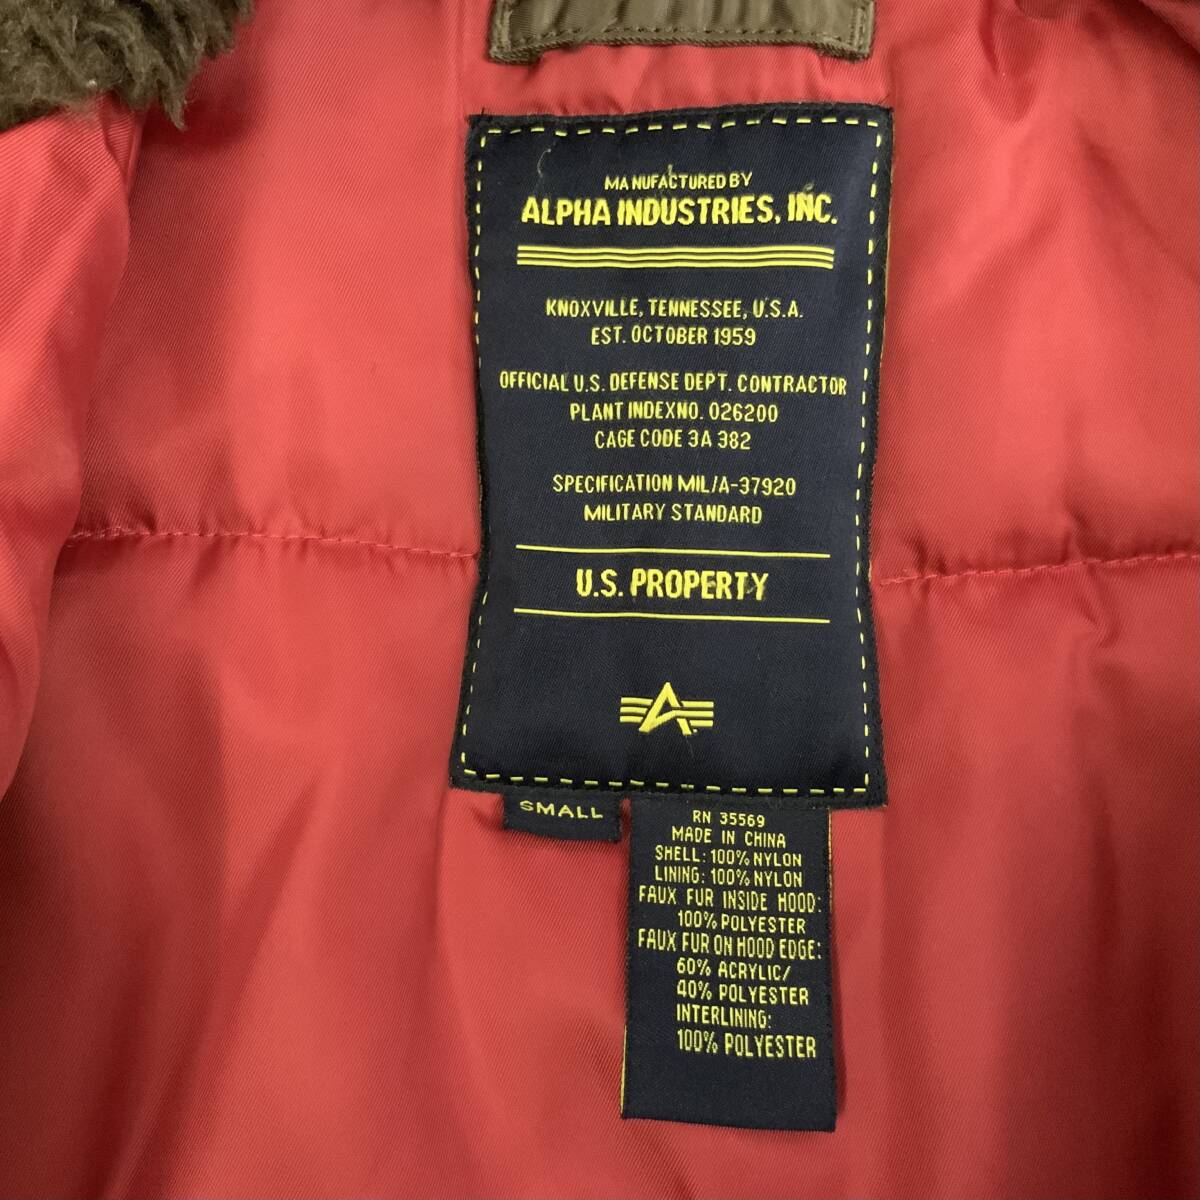 MANUFACTURED BY
ALPHA INDUSTRIES, INC.
KNOXVILLE, TENNESSEE, U.S.A.
EST. OCTOBER 1959
OFFICIAL U.S. DEFENSE DEPT. CONTRACTOR
PLANT INDEX NO. 026200
CAGE CODE 3A 382
SPECIFICATION MIL/A-37920
MILITARY STANDARD
U.S. PROPERTY
A
SMALL
RN 35569
MADE IN CHINA
SHELL: 100% NYLON
LINING: 100% NYLON
FAUX FUR INSIDE HOOD:
100% POLYESTER
FAUX FUR ON HOOD EDGE:
60% ACRYLIC/
40% POLYESTER
INTERLINING:
100% POLYESTER